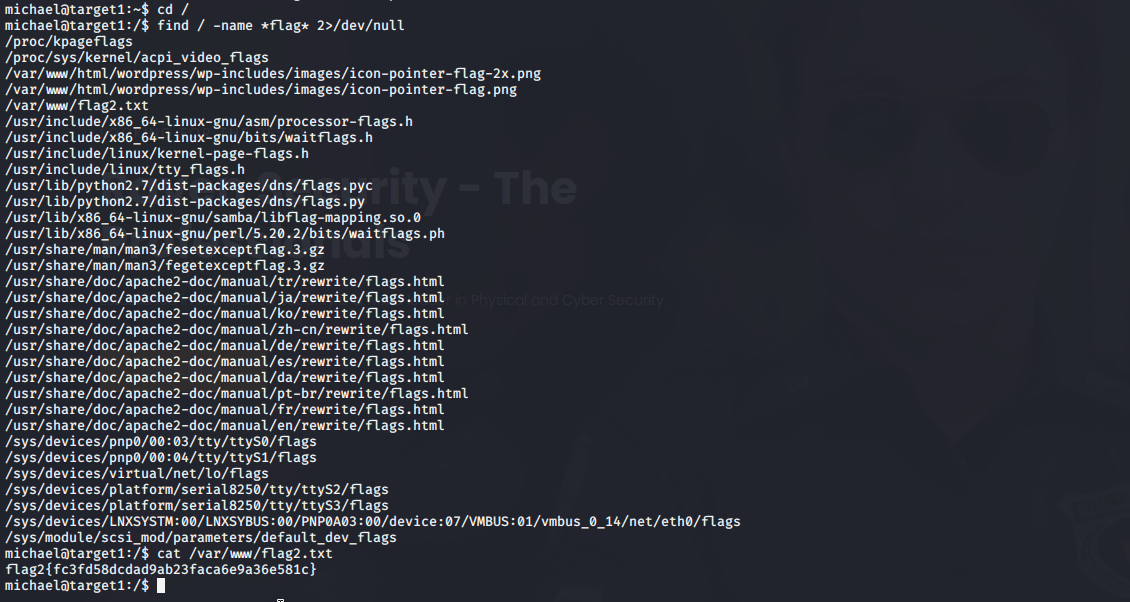 michael@target1:~$ cd /
michael@target1:/$ find / -name *flag* 2>/dev/null
/proc/kpageflags
/proc/sys/kernel/acpi_video_flags
/var/www/html/wordpress/wp-includes/images/icon-pointer-flag-2x.png
/var/www/html/wordpress/wp-includes/images/icon-pointer-flag.png
/var/www/flag2.txt
/usr/include/x86_64-linux-gnu/asm/processor-flags.h
/usr/include/x86_64-linux-gnu/bits/waitflags.h
/usr/include/linux/kernel-page-flags.h
/usr/include/linux/tty_flags.h
/usr/lib/python2.7/dist-packages/dns/flags.pyc
/usr/lib/python2.7/dist-packages/dns/flags.py
/usr/lib/x86_64-linux-gnu/samba/libflag-mapping.so.0
/usr/lib/x86_64-linux-gnu/perl/5.20.2/bits/waitflags.ph
/usr/share/man/man3/fesetexceptflag.3.gz
/usr/share/man/man3/fegetexceptflag.3.gz
/usr/share/doc/apache2-doc/manual/tr/rewrite/flags.html
/usr/share/doc/apache2-doc/manual/ja/rewrite/flags.html
/usr/share/doc/apache2-doc/manual/ko/rewrite/flags.html
/usr/share/doc/apache2-doc/manual/zh-cn/rewrite/flags.html
/usr/share/doc/apache2-doc/manual/de/rewrite/flags.html
/usr/share/doc/apache2-doc/manual/es/rewrite/flags.html
/usr/share/doc/apache2-doc/manual/da/rewrite/flags.html
/usr/share/doc/apache2-doc/manual/pt-br/rewrite/flags.html
/usr/share/doc/apache2-doc/manual/fr/rewrite/flags.html
/usr/share/doc/apache2-doc/manual/en/rewrite/flags.html
/sys/devices/pnp0/00:03/tty/ttyS0/flags
/sys/devices/pnp0/00:04/tty/ttyS1/flags
/sys/devices/virtual/net/lo/flags
/sys/devices/platform/serial8250/tty/ttyS2/flags
/sys/devices/platform/serial8250/tty/ttyS3/flags
/sys/devices/LNXSYSTM:00/LNXSYBUS:00/PNP0A03:00/device:07/VMBUS:01/vmbus_0_14/net/eth0/flags
/sys/module/scsi_mod/parameters/default_dev_flags
michael@target1:/$ cat /var/www/flag2.txt
flag2{fc3fd58dcdad9ab23faca6e9a36e581c}
michael@target1:/$
Security - The
in Physical and Cyber Security